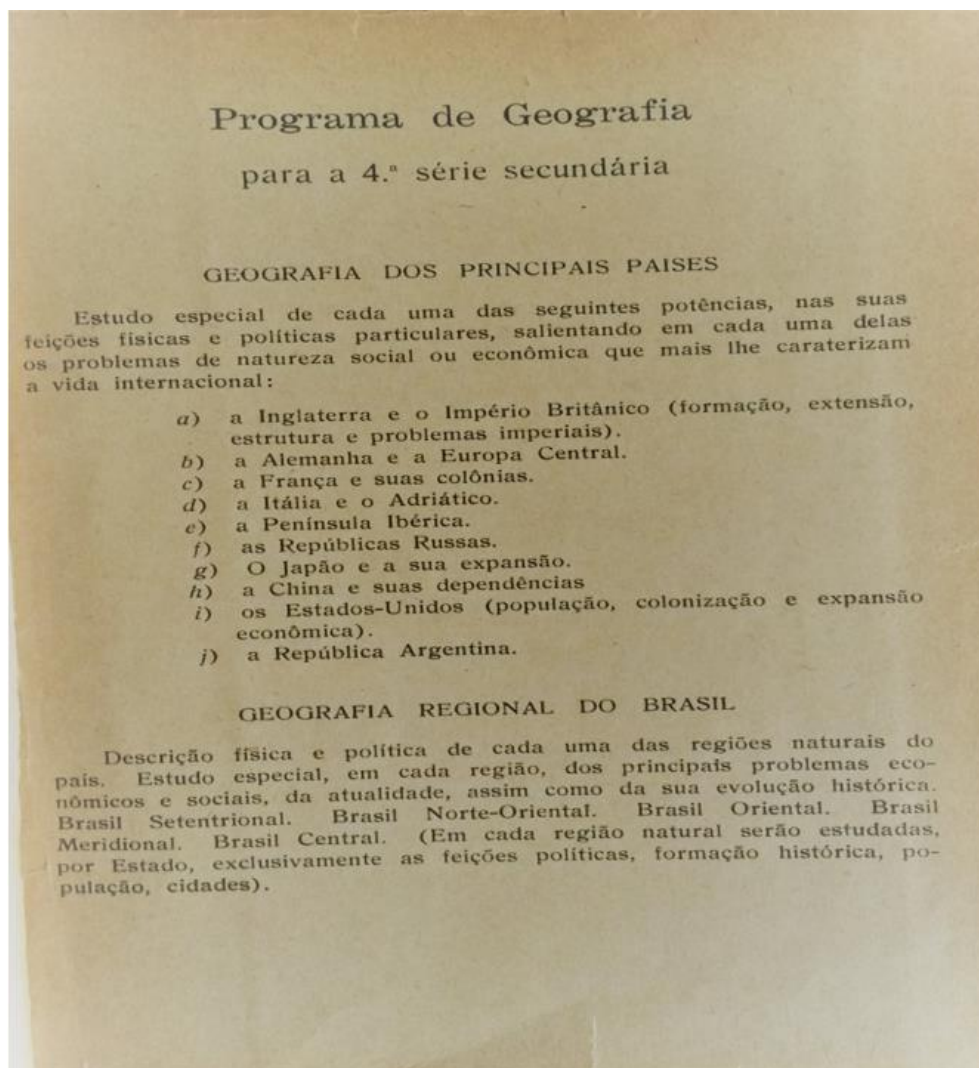 Programa de Geografia
para a 4.ª série secundária
GEOGRAFIA DOS PRINCIPAIS PAISES
Estudo especial de cada uma das seguintes potências, nas suas
feições físicas e políticas particulares, salientando em cada uma delas
os problemas de natureza social ou econômica que mais lhe caraterizam
a vida internacional:
a) a Inglaterra e o Império Britânico (formação, extensão,
estrutura e problemas imperiais).
b) a Alemanha e a Europa Central.
c) a França e suas colônias.
d) a Itália e o Adriático.
e) a Península Ibérica.
f) as Repúblicas Russas.
g) O Japão e a sua expansão.
h) a China e suas dependências
i) os Estados-Unidos (população, colonização e expansão
econômica).
j) a República Argentina.
GEOGRAFIA REGIONAL DO BRASIL
Descrição física e política de cada uma das regiões naturais do
país. Estudo especial, em cada região, dos principais problemas eco-
nômicos e sociais, da atualidade, assim como da sua evolução histórica.
Brasil Setentrional. Brasil Norte-Oriental. Brasil Oriental. Brasil
Meridional. Brasil Central. (Em cada região natural serão estudadas,
por Estado, exclusivamente as feições políticas, formação histórica, po-
pulação, cidades).